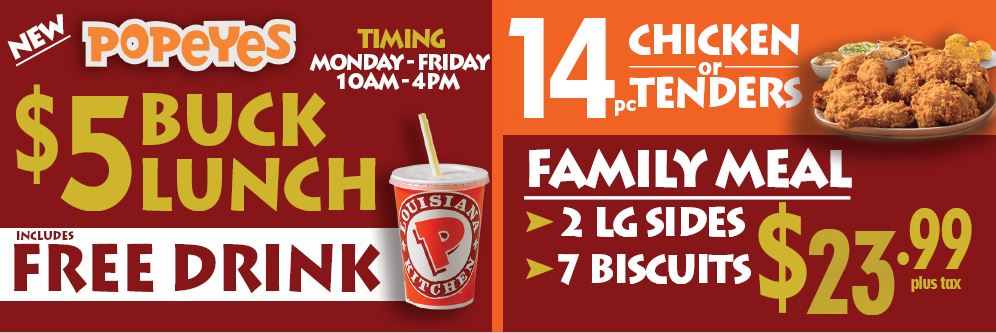 NEW
POPEYES
TIMING
MONDAY - FRIDAY
10AM - 4PM
$5 BUCK
LUNCH
INCLUDES
FREE DRINK
LOUISIANA
P
KITCHEN
14 pc CHICKEN
or
TENDERS
FAMILY MEAL
➤ 2 LG SIDES
➤ 7 BISCUITS
$23.99
plus tax